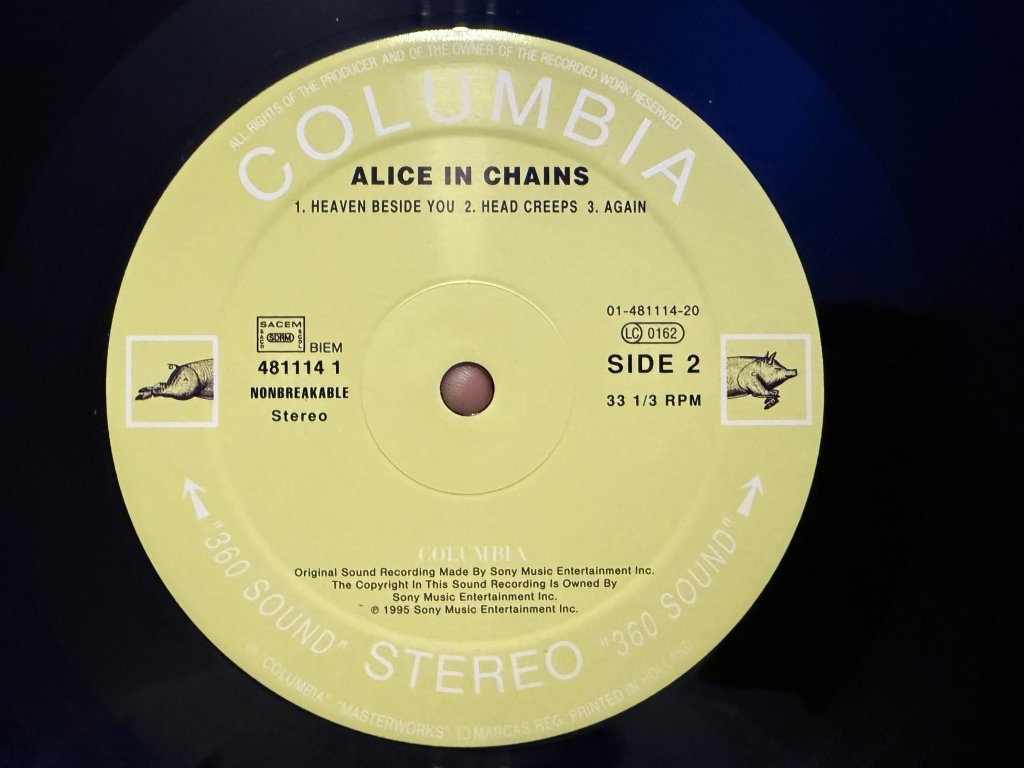 ALL RIGHTS OF THE PRODUCER AND OF THE OWNER OF THE RECORDED WORK RESERVED.
COLUMBIA
ALICE IN CHAINS
1. HEAVEN BESIDE YOU 2. HEAD CREEPS 3. AGAIN
SACEM
SACD SDRM SGDL
BIEM
481114 1
NONBREAKABLE
Stereo
01-481114-20
LC 0162
SIDE 2
33 1/3 RPM
COLUMBIA
Original Sound Recording Made By Sony Music Entertainment Inc.
The Copyright In This Sound Recording Is Owned By
Sony Music Entertainment Inc.
℗ 1995 Sony Music Entertainment Inc.
"360 SOUND" STEREO "360 SOUND"
® "COLUMBIA" "MASTERWORKS", MARCAS REG. PRINTED IN HOLLAND